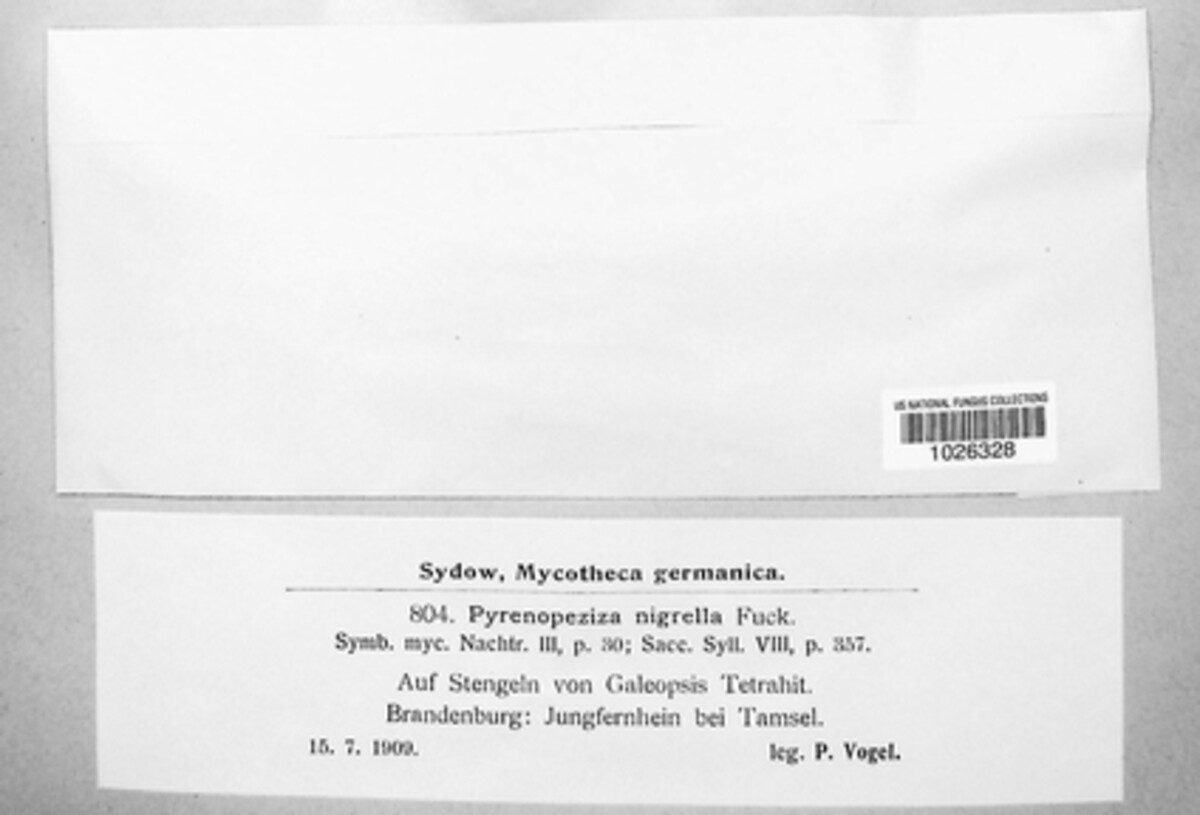 US NATIONAL FUNGUS COLLECTIONS
1026328
Sydow, Mycotheca germanica.
804. Pyrenopeziza nigrella Fuck.
Symb. myc. Nachtr. III, p. 30; Sacc. Syll. VIII, p. 357.
Auf Stengeln von Galeopsis Tetrahit.
Brandenburg: Jungfernhein bei Tamsel.
15. 7. 1909. leg. P. Vogel.